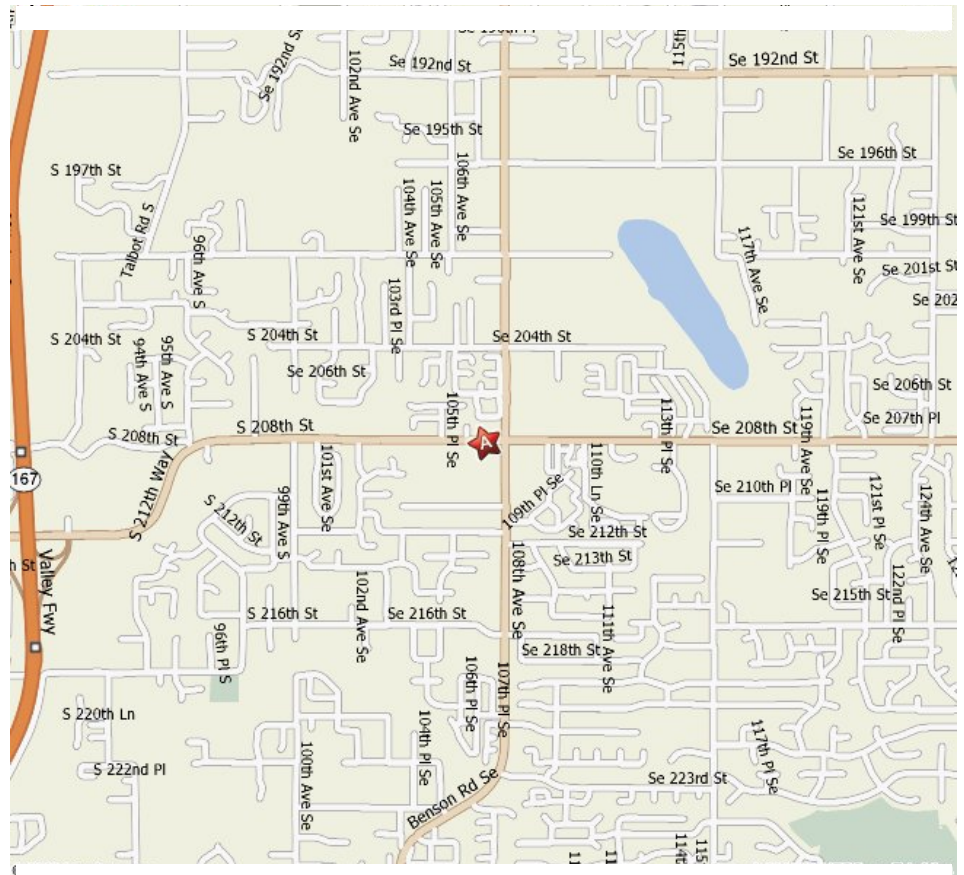 Se 192nd St
Se 192nd St
Se 192nd St
102nd Ave Se
Se 195th St
106th Ave Se
Se 196th St
S 197th St
Talbot Rd S
96th Ave S
104th Ave Se
105th Ave Se
117th Ave Se
121st Ave Se
Se 199th St
Se 201st St
103rd Pl Se
S 204th St
S 204th St
Se 204th St
94th Ave S
95th Ave S
Se 206th St
Se 206th St
105th Pl Se
113th Pl Se
119th Ave Se
Se 207th Pl
S 208th St
S 208th St
A
Se 208th St
167
S 212th Way
101st Ave Se
99th Ave S
S 212th St
109th Pl Se
110th Ln Se
Se 210th Pl
119th Pl Se
121st Pl Se
124th Ave Se
Se 212th St
Se 213th St
Valley Fwy
102nd Ave Se
108th Ave Se
111th Ave Se
Se 215th St
122nd Pl Se
S 216th St
Se 216th St
96th Pl S
Se 218th St
106th Pl Se
107th Pl Se
S 220th Ln
100th Ave Se
104th Pl Se
117th Pl Se
S 222nd Pl
Se 223rd St
Benson Rd Se